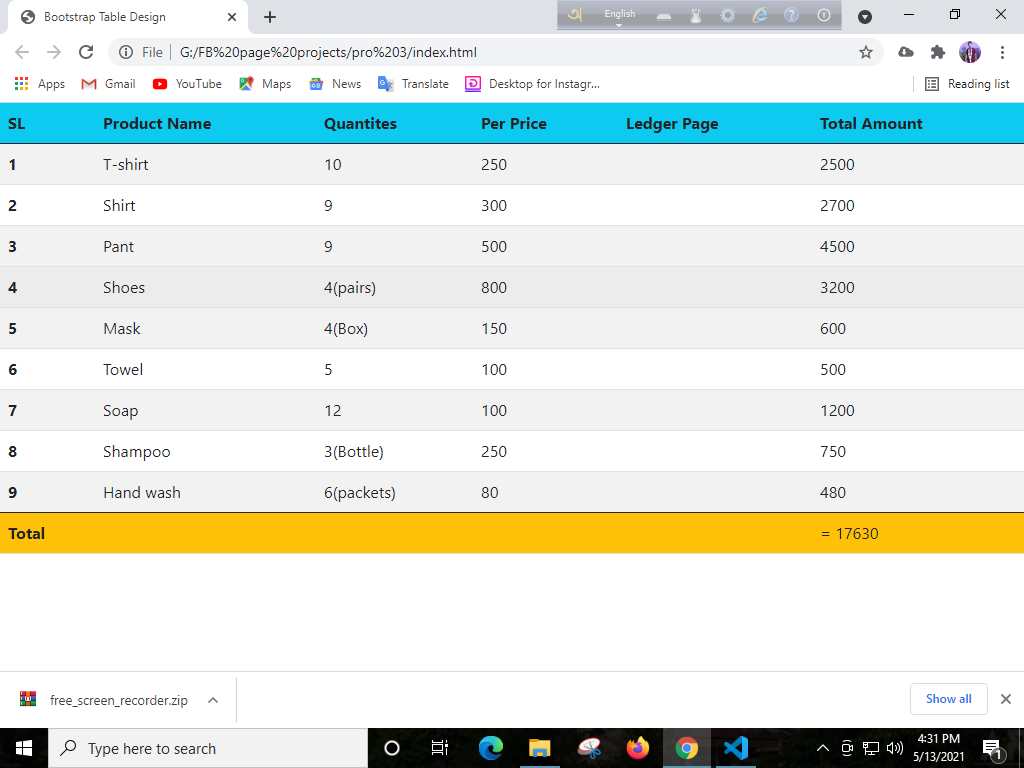 Bootstrap Table Design
English
File
G:/FB%20page%20projects/pro%203/index.html
Apps Gmail YouTube Maps News Translate Desktop for Instagr... Reading list
SL Product Name Quantites Per Price Ledger Page Total Amount
1 T-shirt 10 250 2500
2 Shirt 9 300 2700
3 Pant 9 500 4500
4 Shoes 4(pairs) 800 3200
5 Mask 4(Box) 150 600
6 Towel 5 100 500
7 Soap 12 100 1200
8 Shampoo 3(Bottle) 250 750
9 Hand wash 6(packets) 80 480
Total = 17630
free_screen_recorder.zip Show all
Type here to search
4:31 PM
5/13/2021
1